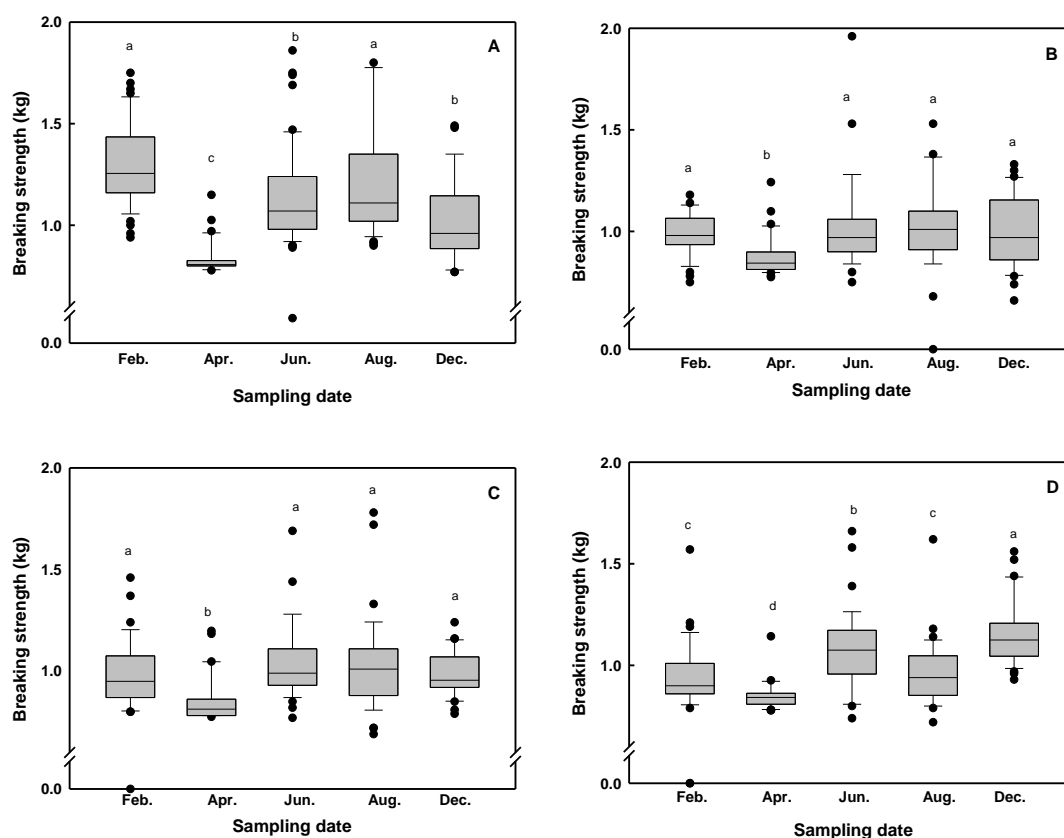 2.0
1.5
1.0
0.0
Breaking strength (kg)
a
c
b
a
b
A
Feb.
Apr.
Jun.
Aug.
Dec.
Sampling date
2.0
1.5
1.0
0.0
Breaking strength (kg)
a
b
a
a
a
B
Feb.
Apr.
Jun.
Aug.
Dec.
Sampling date
2.0
1.5
1.0
0.0
Breaking strength (kg)
a
b
a
a
a
C
Feb.
Apr.
Jun.
Aug.
Dec.
Sampling date
2.0
1.5
1.0
0.0
Breaking strength (kg)
c
d
b
c
a
D
Feb.
Apr.
Jun.
Aug.
Dec.
Sampling date